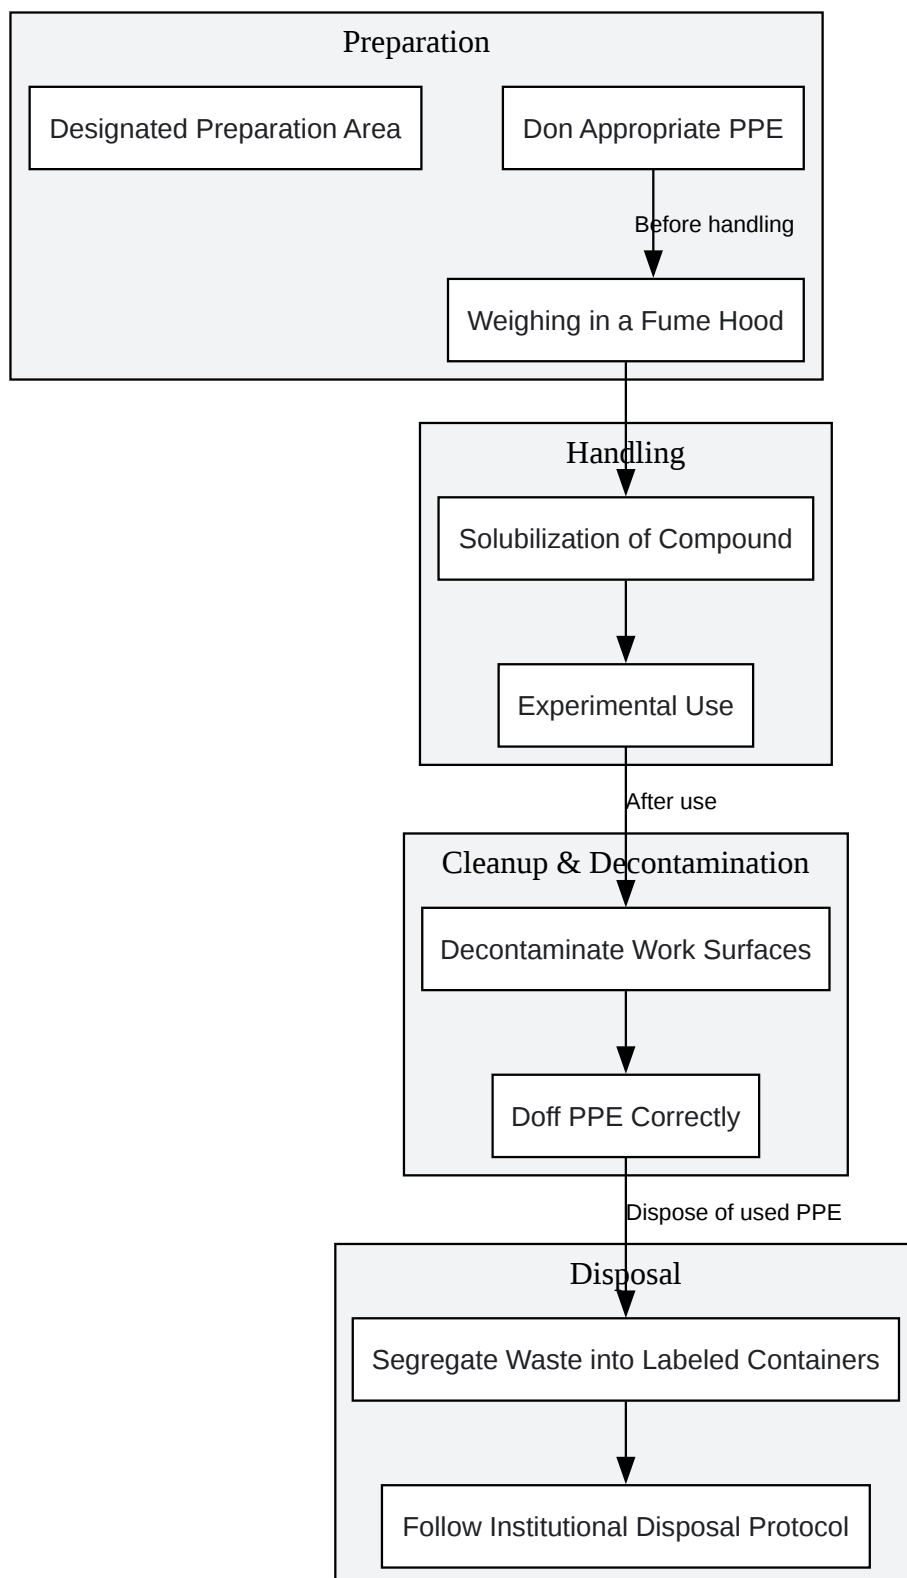 Preparation
Designated Preparation Area
Don Appropriate PPE
Before handling
Weighing in a Fume Hood
Handling
Solubilization of Compound
Experimental Use
After use
Cleanup & Decontamination
Decontaminate Work Surfaces
Doff PPE Correctly
Dispose of used PPE
Disposal
Segregate Waste into Labeled Containers
Follow Institutional Disposal Protocol